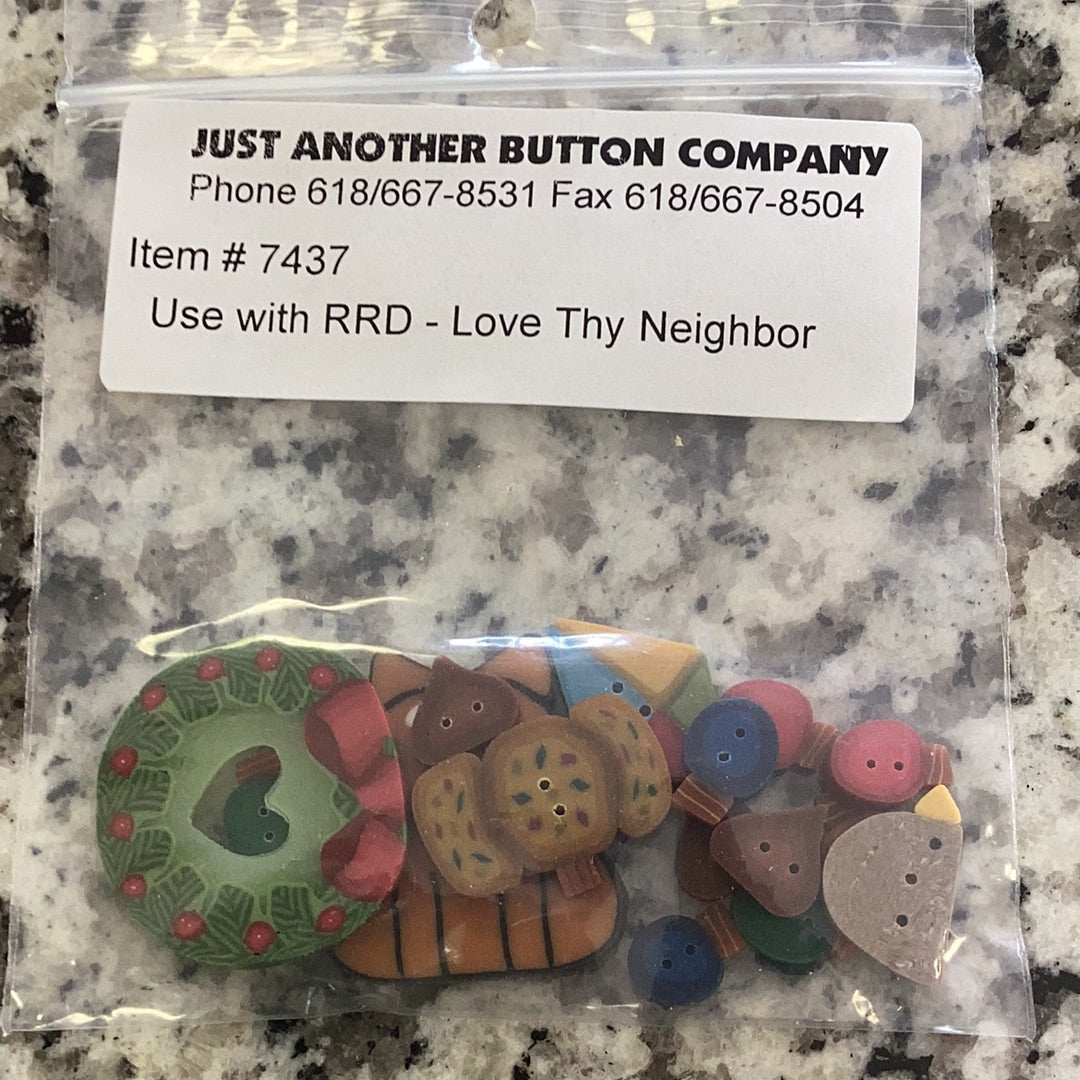 JUST ANOTHER BUTTON COMPANY
Phone 618/667-8531 Fax 618/667-8504
Item # 7437
Use with RRD - Love Thy Neighbor